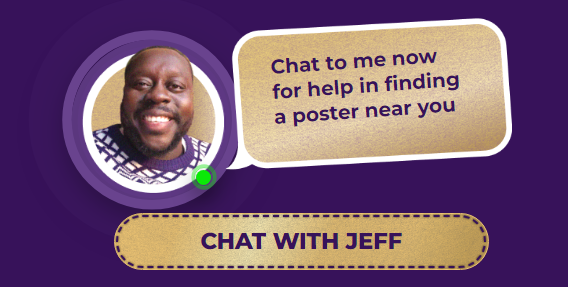 Chat to me now
for help in finding
a poster near you
CHAT WITH JEFF